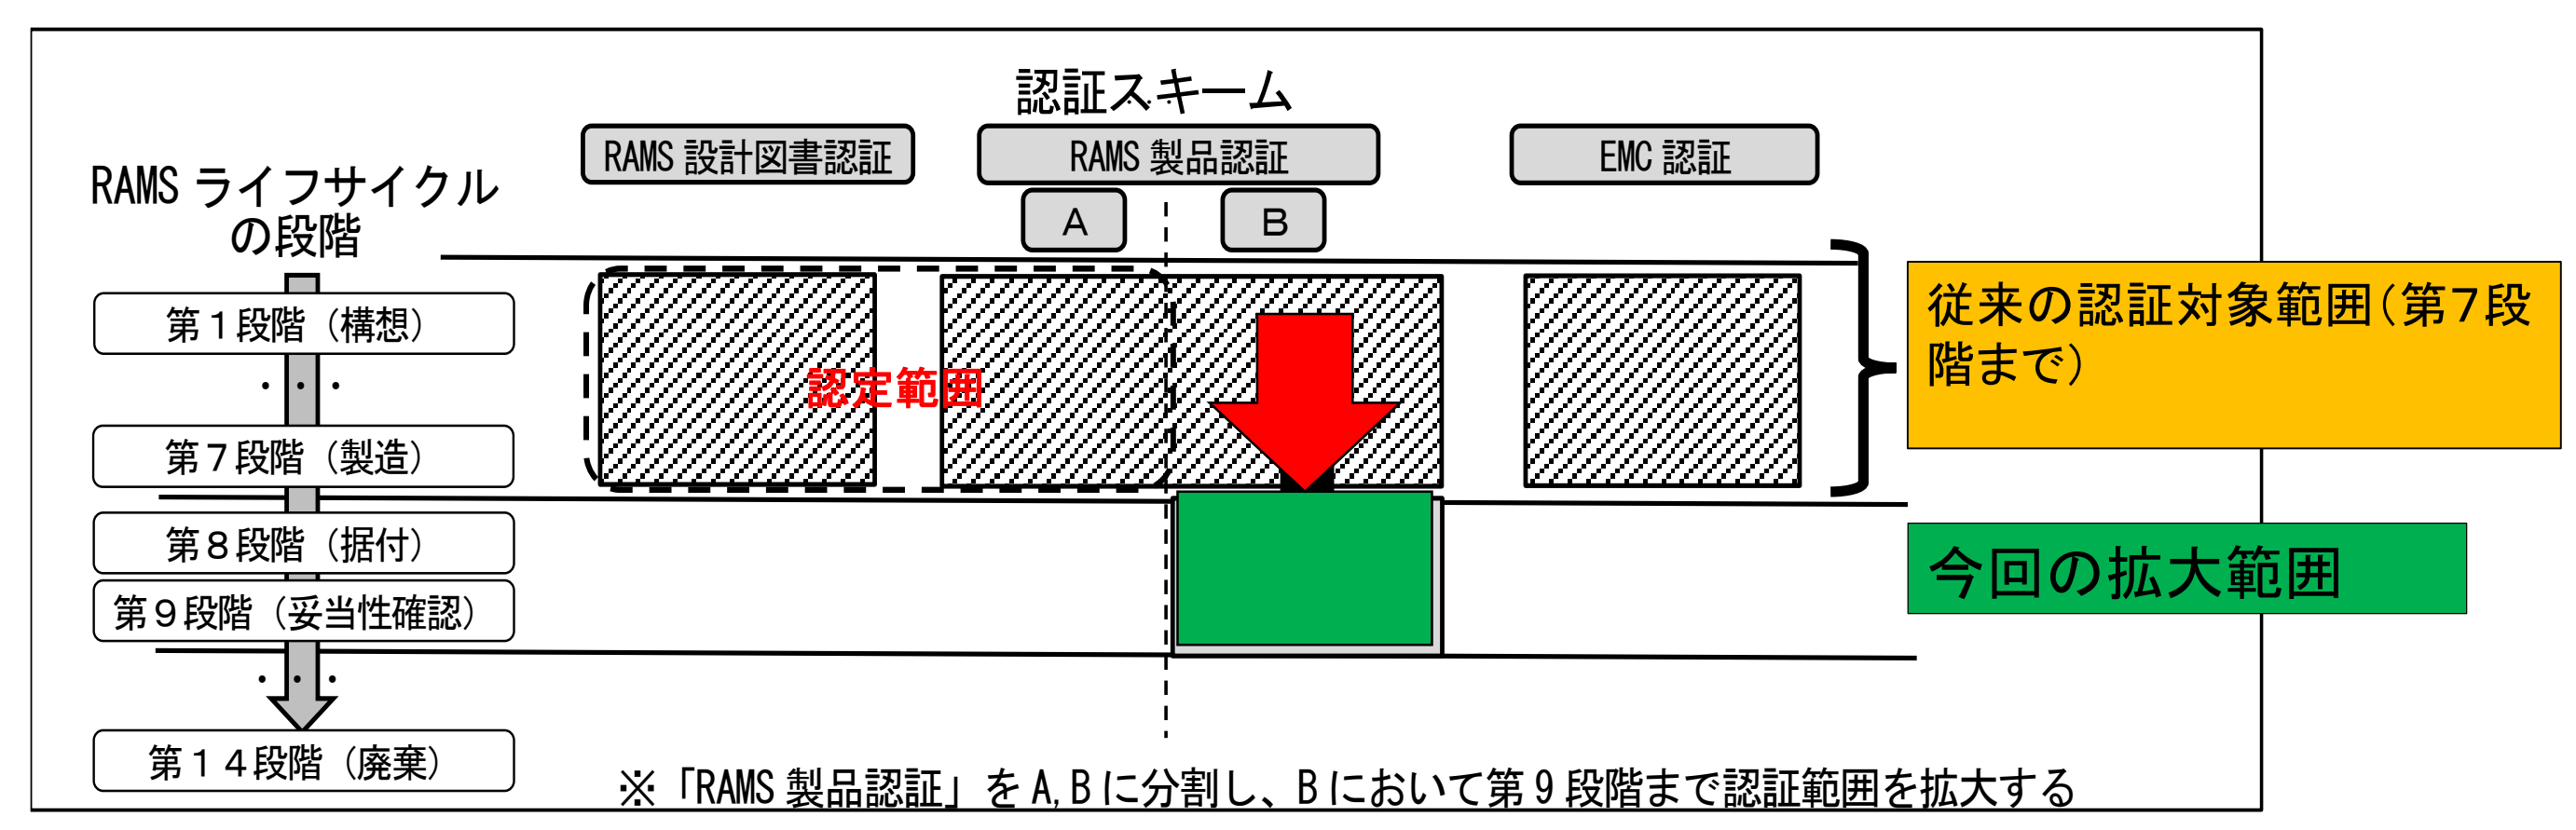 認証スキーム
RAMS 設計図書認証
RAMS 製品認証
EMC 認証
A
B
RAMS ライフサイクル
の段階
第1段階（構想）
・・・
第7段階（製造）
第8段階（据付）
第9段階（妥当性確認）
・・・
第14段階（廃棄）
認定範囲
従来の認証対象範囲（第7段
階まで）
今回の拡大範囲
※「RAMS 製品認証」を A,B に分割し、B において第 9 段階まで認証範囲を拡大する